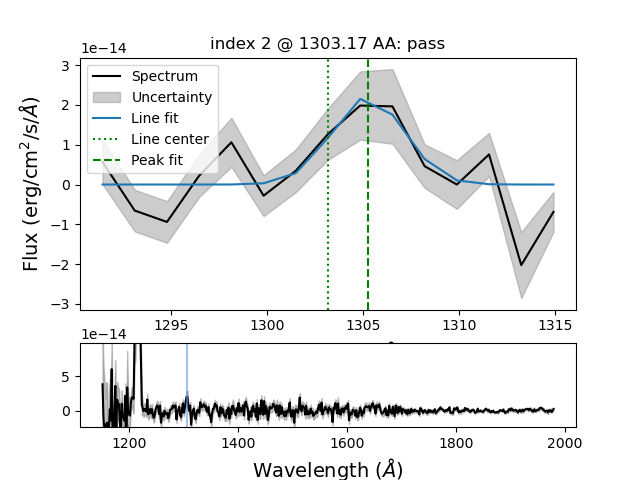 index 2 @ 1303.17 AA: pass
1e−14
Spectrum
Uncertainty
Line fit
Line center
Peak fit
3
2
1
0
−1
−2
−3
Flux (erg/cm²/s/Å)
1295 1300 1305 1310 1315
1e−14
5
0
1200 1400 1600 1800 2000
Wavelength (Å)